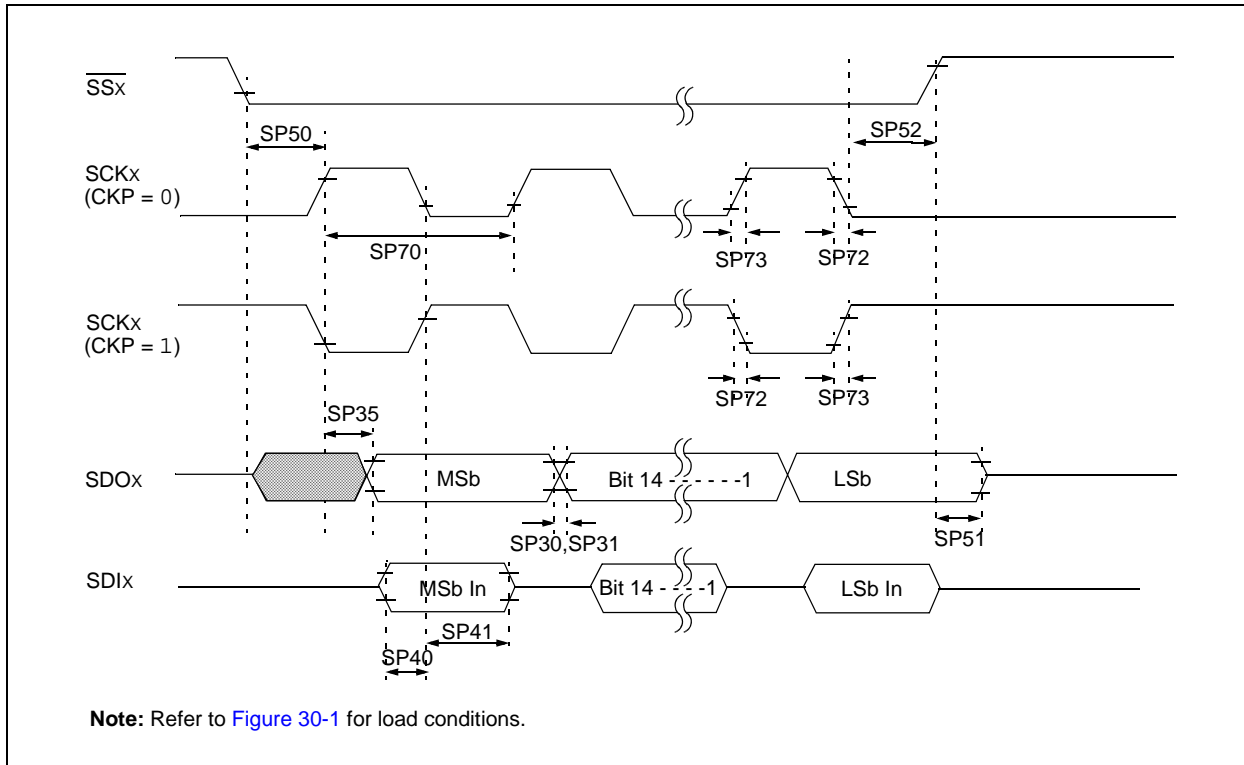 SSX
SP50
SP52
SCKX
(CKP = 0)
SP70
SP73
SP72
SCKX
(CKP = 1)
SP72
SP73
SP35
SDOX
MSb
Bit 14 - - - - - -1
LSb
SP30,SP31
SP51
SDIX
MSb In
Bit 14 - - - -1
LSb In
SP41
SP40
Note: Refer to Figure 30-1 for load conditions.